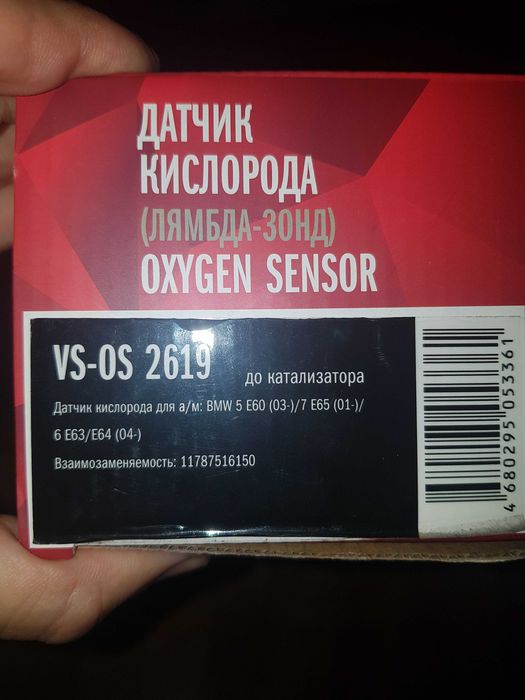 ДАТЧИК
КИСЛОРОДА
(ЛЯМБДА-ЗОНД)
OXYGEN SENSOR
VS-OS 2619 до катализатора
Датчик кислорода для а/м: BMW 5 E60 (03-)/7 E65 (01-)/
6 E63/E64 (04-)
Взаимозаменяемость: 11787516150
4 680295 053361